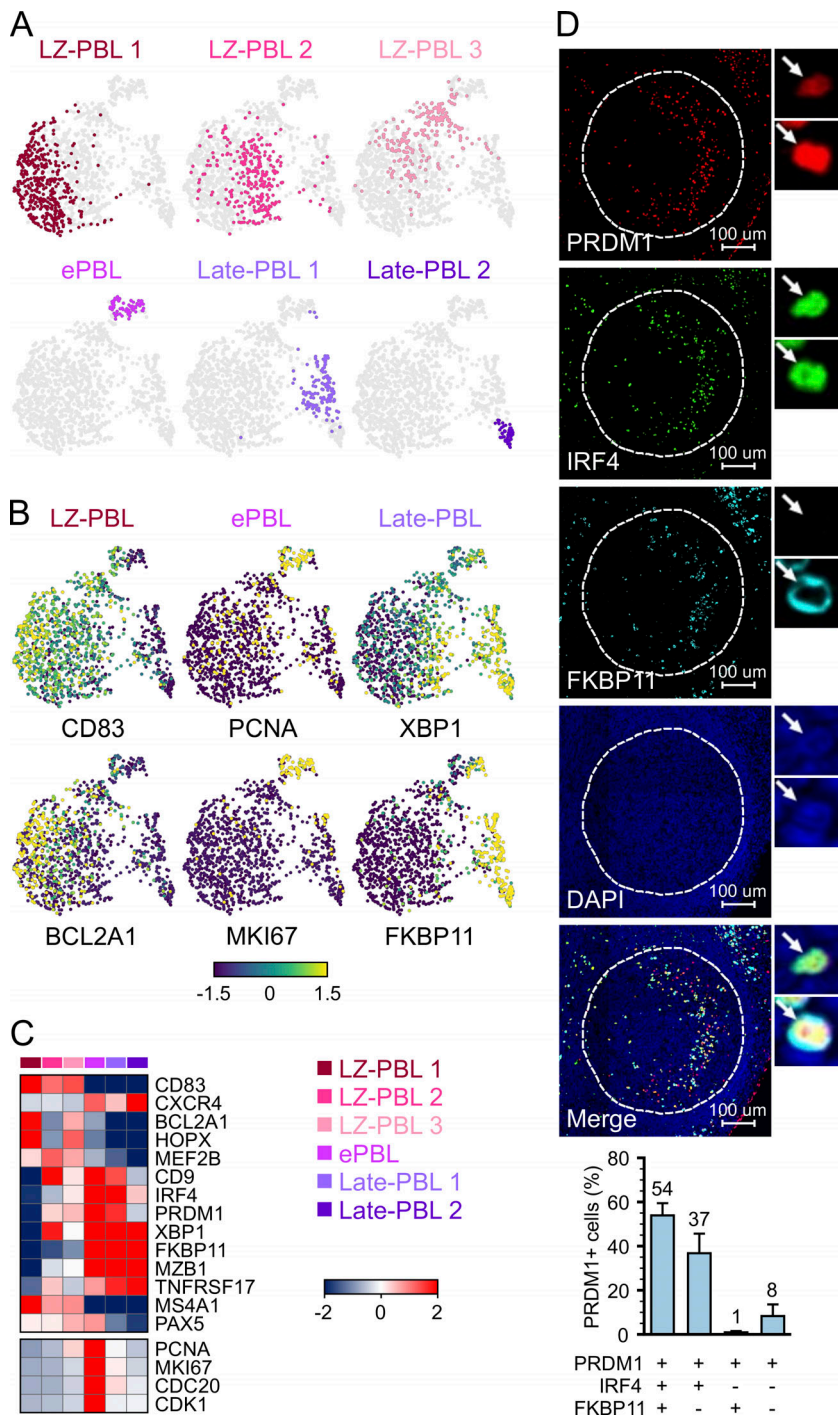 A
LZ-PBL 1
LZ-PBL 2
LZ-PBL 3
ePBL
Late-PBL 1
Late-PBL 2
B
LZ-PBL
ePBL
Late-PBL
CD83
PCNA
XBP1
BCL2A1
MKI67
FKBP11
-1.5 0 1.5
C
CD83
CXCR4
BCL2A1
HOPX
MEF2B
CD9
IRF4
PRDM1
XBP1
FKBP11
MZB1
TNFRSF17
MS4A1
PAX5
PCNA
MKI67
CDC20
CDK1
LZ-PBL 1
LZ-PBL 2
LZ-PBL 3
ePBL
Late-PBL 1
Late-PBL 2
-2 0 2
D
PRDM1
100 um
IRF4
100 um
FKBP11
100 um
DAPI
100 um
Merge
100 um
PRDM1+ cells (%)
80
60
40
20
0
54
37
1
8
PRDM1 + + + +
IRF4 + + - -
FKBP11 + - + -